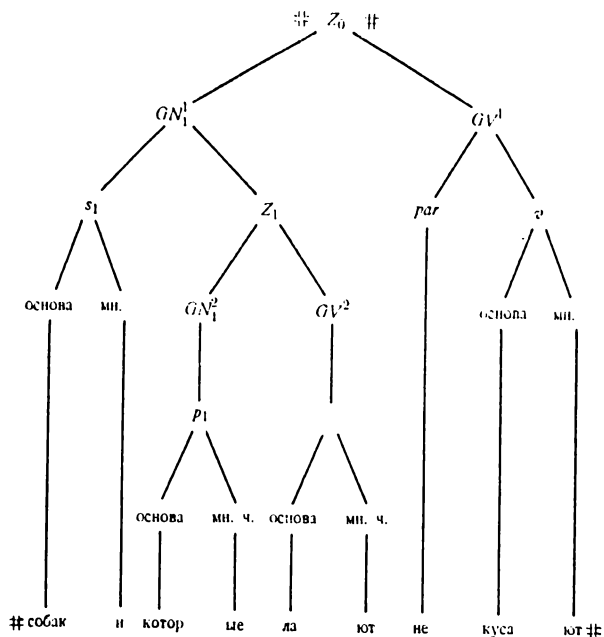 # Z₀ #
GN₁¹ GV¹
s₁ Z₁ par v
основа мн. GN₁² GV² основа мн.
p₁
основа мн. ч. основа мн. ч.
# собак и котор ые ла ют не куса ют #